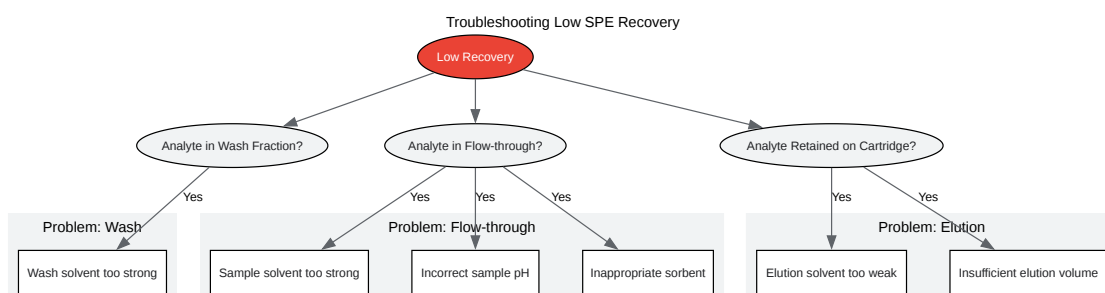 Troubleshooting Low SPE Recovery
Low Recovery
Analyte in Wash Fraction?
Analyte in Flow-through?
Analyte Retained on Cartridge?
Yes
Yes
Yes
Yes
Yes
Yes
Problem: Wash
Problem: Flow-through
Problem: Elution
Wash solvent too strong
Sample solvent too strong
Incorrect sample pH
Inappropriate sorbent
Elution solvent too weak
Insufficient elution volume